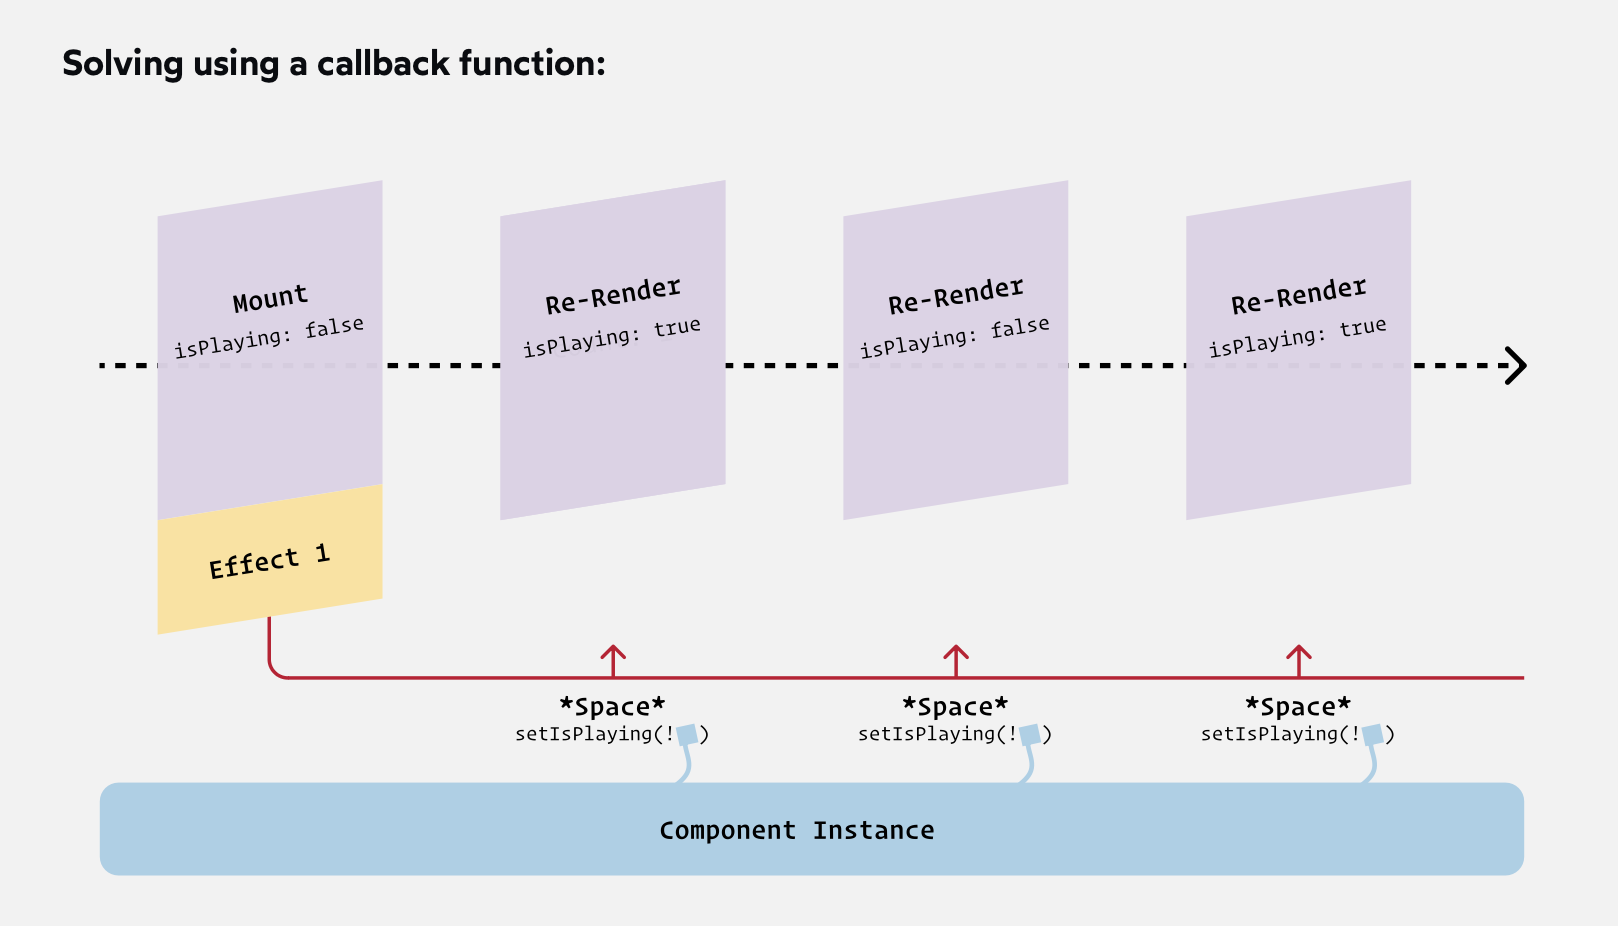 Solving using a callback function:
Mount
isPlaying: false
Re-Render
isPlaying: true
Re-Render
isPlaying: false
Re-Render
isPlaying: true
Effect 1
*Space*
setIsPlaying(! )
*Space*
setIsPlaying(! )
*Space*
setIsPlaying(! )
Component Instance